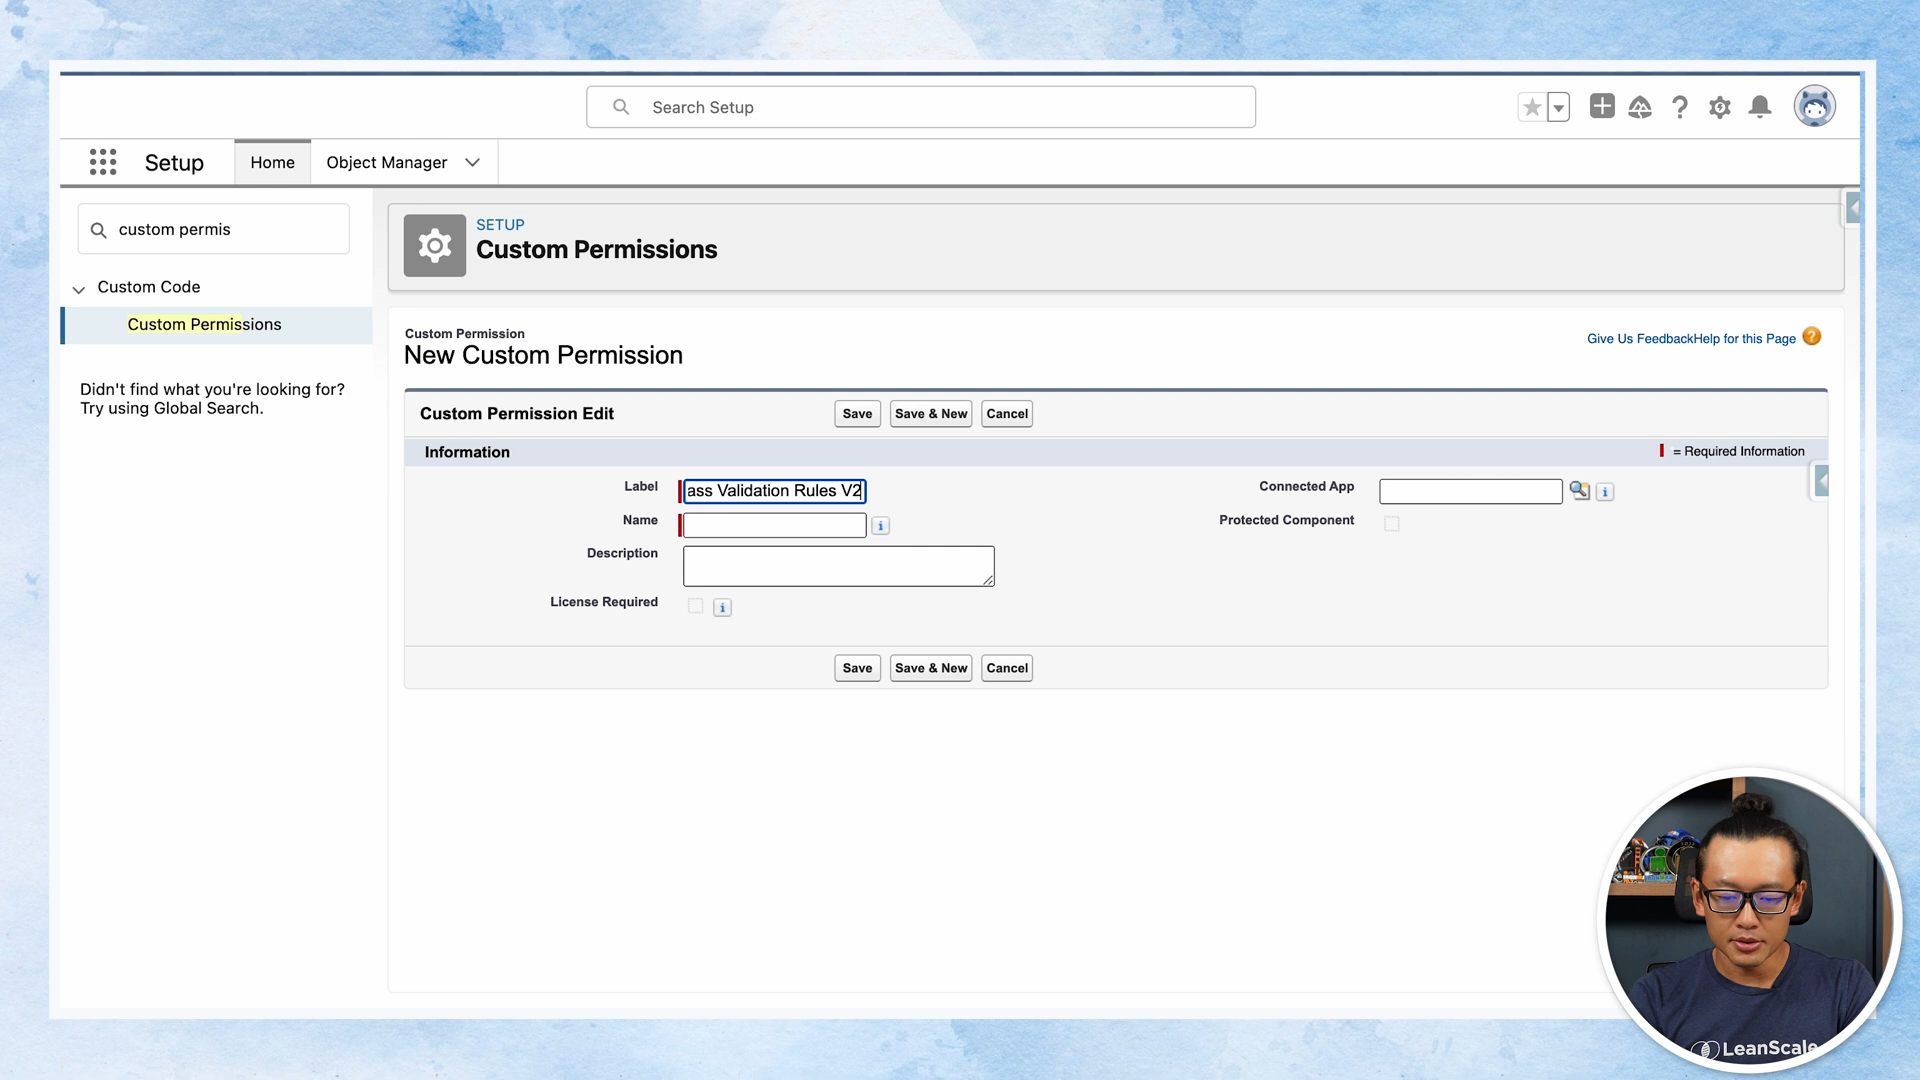 Search Setup
Setup
Home
Object Manager
custom permis
Custom Code
Custom Permissions
Didn't find what you're looking for?
Try using Global Search.
SETUP
Custom Permissions
Custom Permission
New Custom Permission
Give Us Feedback
Help for this Page
Custom Permission Edit
Save
Save & New
Cancel
Information
= Required Information
Label
ass Validation Rules V2
Connected App
Name
Protected Component
Description
License Required
Save
Save & New
Cancel
LeanScale